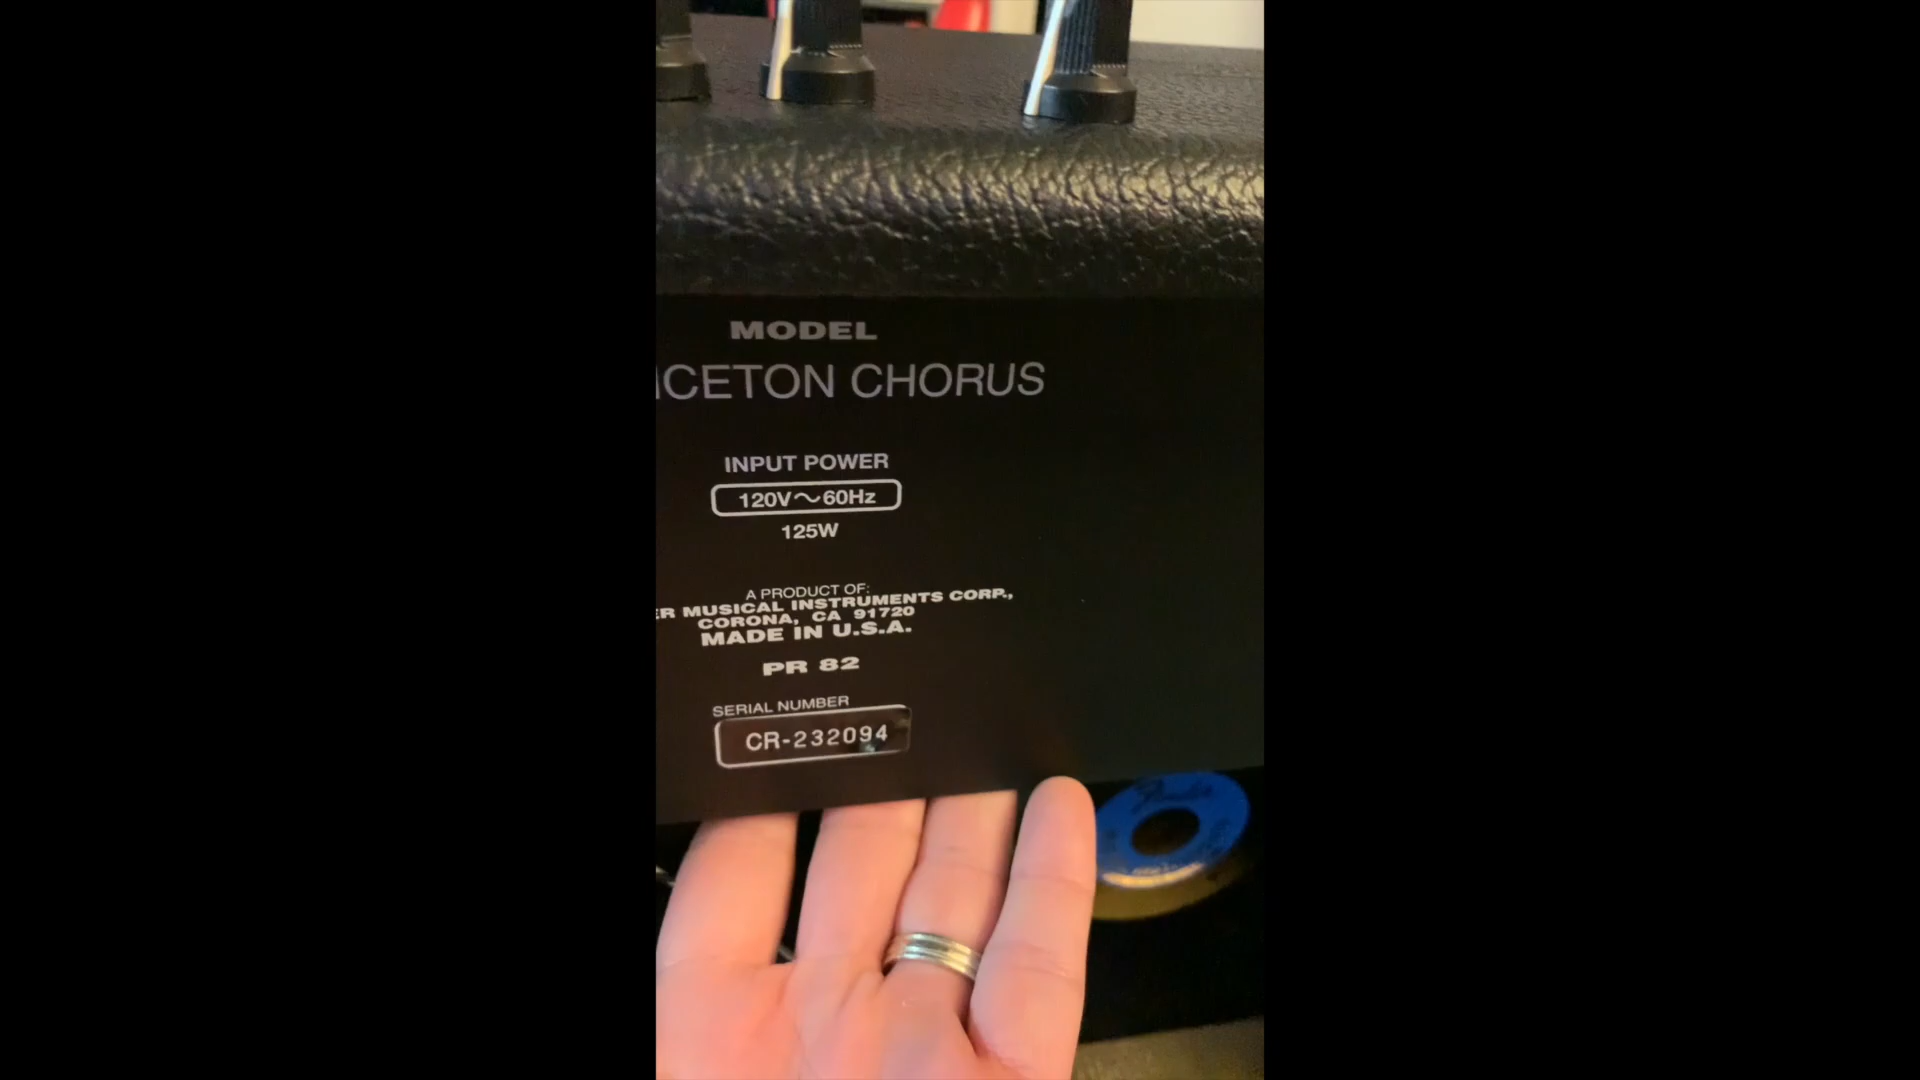 MODEL
CETON CHORUS
INPUT POWER
120V~60Hz
125W
A PRODUCT OF:
ER MUSICAL INSTRUMENTS CORP.,
CORONA, CA 91720
MADE IN U.S.A.
PR 82
SERIAL NUMBER
CR-232094
Fender